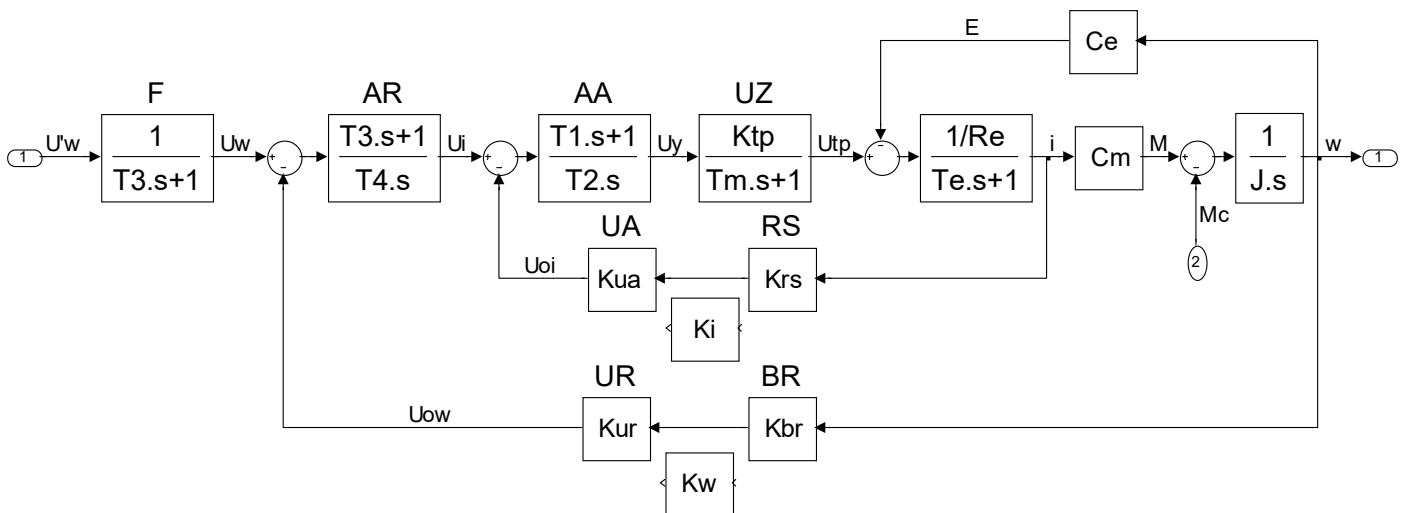 E
Ce
F
AR
AA
UZ
1
U'w
1
T3.s+1
Uw
+
-
T3.s+1
T4.s
Ui
+
-
T1.s+1
T2.s
Uy
Ktp
Tm.s+1
Utp
-
+
1/Re
Te.s+1
i
Cm
M
+
-
1
J.s
w
1
Mc
2
UA
RS
Uoi
Kua
Krs
Ki
UR
BR
Uow
Kur
Kbr
Kw